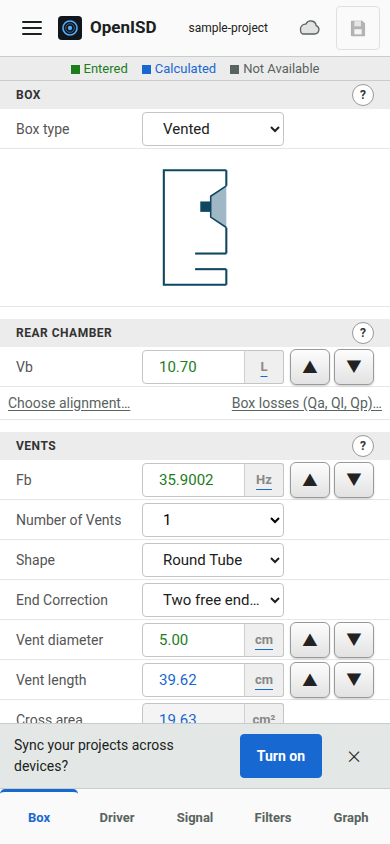 OpenISD
sample-project
Entered Calculated Not Available
BOX ?
Box type Vented
REAR CHAMBER ?
Vb 10.70 L ▲ ▼
Choose alignment... Box losses (Qa, Ql, Qp)...
VENTS ?
Fb 35.9002 Hz ▲ ▼
Number of Vents 1
Shape Round Tube
End Correction Two free end...
Vent diameter 5.00 cm ▲ ▼
Vent length 39.62 cm ▲ ▼
Cross area 19.63 cm²
Sync your projects across
devices?
Turn on ×
Box Driver Signal Filters Graph